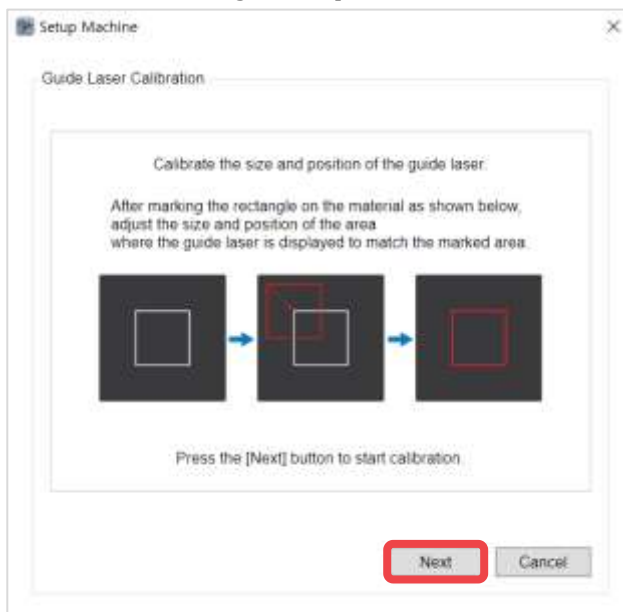 Setup Machine
Guide Laser Calibration
Calibrate the size and position of the guide laser.
After marking the rectangle on the material as shown below,
adjust the size and position of the area
where the guide laser is displayed to match the marked area.
Press the [Next] button to start calibration.
Next
Cancel